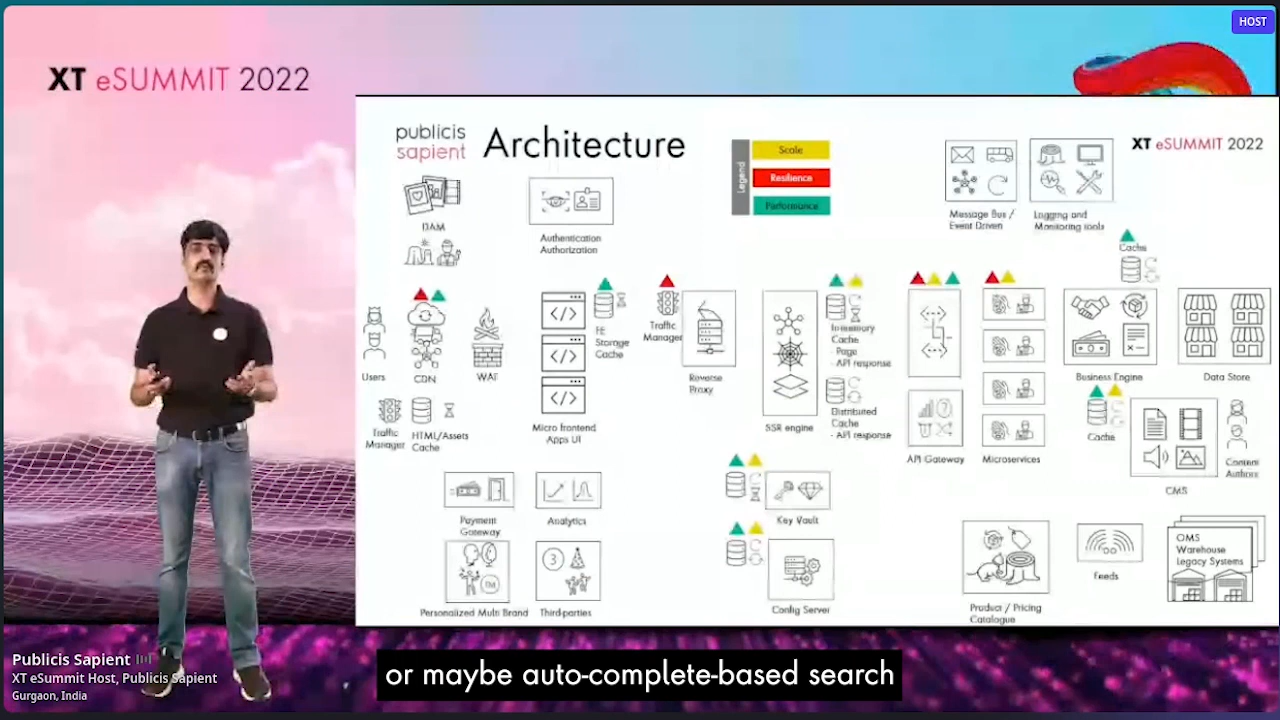 HOST
XT eSUMMIT 2022
publicis
sapient
Architecture
Legend
Scale
Resilience
Performance
XT eSUMMIT 2022
Message Bus /
Event Driven
Logging and
Monitoring tools
DAM
Authentication
Authorization
Cache
FE
Storage
Cache
Traffic
Manager
Inmemory
Cache
- Page
- API response
Users
CDN
WAF
Reverse
Proxy
Business Engine
Data Store
Traffic
Manager
HTML/Assets
Cache
Micro frontend
Apps UI
SSR engine
Distributed
Cache
- API response
API Gateway
Microservices
Cache
Content
Authors
CMS
Payment
Gateway
Analytics
Key Vault
TM
3
Personalized Multi Brand
Third-parties
Config Server
Product / Pricing
Catalogue
Feeds
OMS
Warehouse
Legacy Systems
Publicis Sapient
XT eSummit Host, Publicis Sapient
Gurgaon, India
or maybe auto-complete-based search